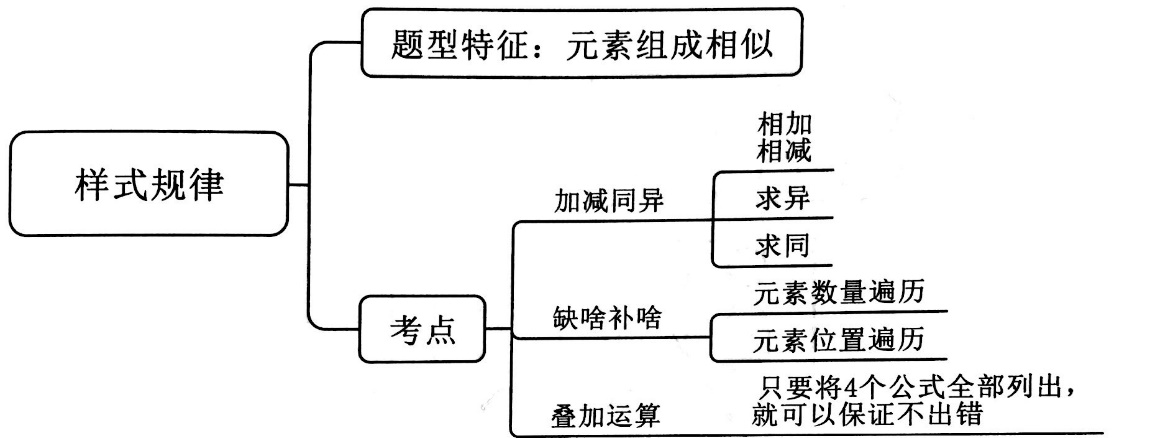 题型特征：元素组成相似
样式规律
相加
相减
加减同异
求异
求同
考点
缺啥补啥
元素数量遍历
元素位置遍历
叠加运算
只要将4个公式全部列出，
就可以保证不出错